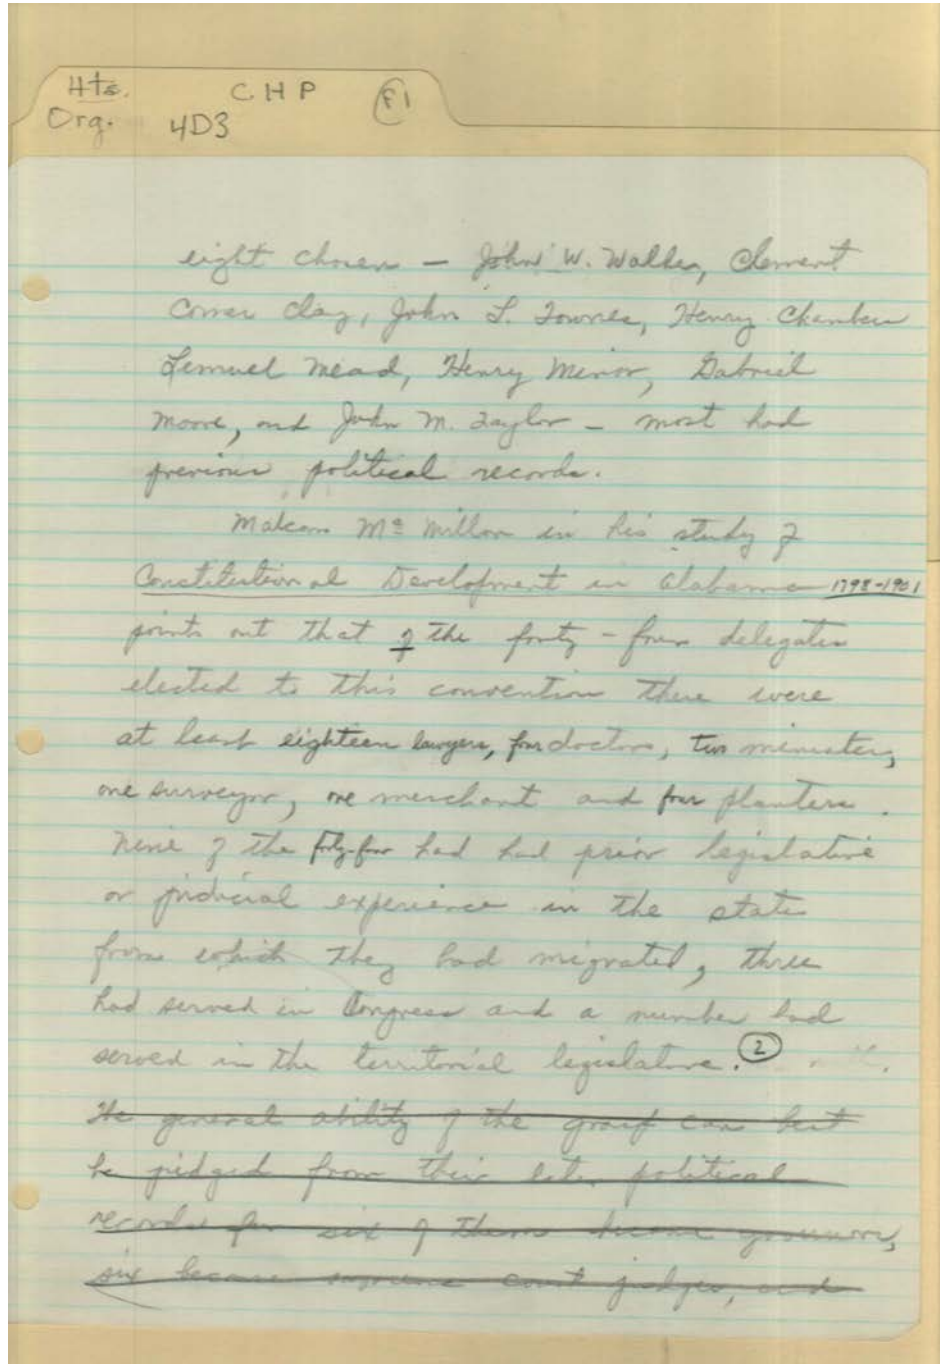 Hts. CHP F1
Org. 4D3
eight chosen - John W. Walker, Clement
Comer Clay, John L. Townes, Henry Chambers
Lemuel Mead, Henry Minor, Gabriel
Moore, and John M. Taylor - most had
previous political records.
Malcom McMillan in his study of
Constitutional Development in Alabama 1798-1901
points out that of the forty-four delegates
elected to this convention there were
at least eighteen lawyers, four doctors, two ministers,
one surveyor, one merchant and four planters.
Nine of the forty-four had had prior legislative
or judicial experience in the state
from which they had migrated, three
had served in Congress and a number had
served in the territorial legislature. 2
The general ability of the group can best
be judged from their later political
records for six of them became governors,
six became supreme court judges, and